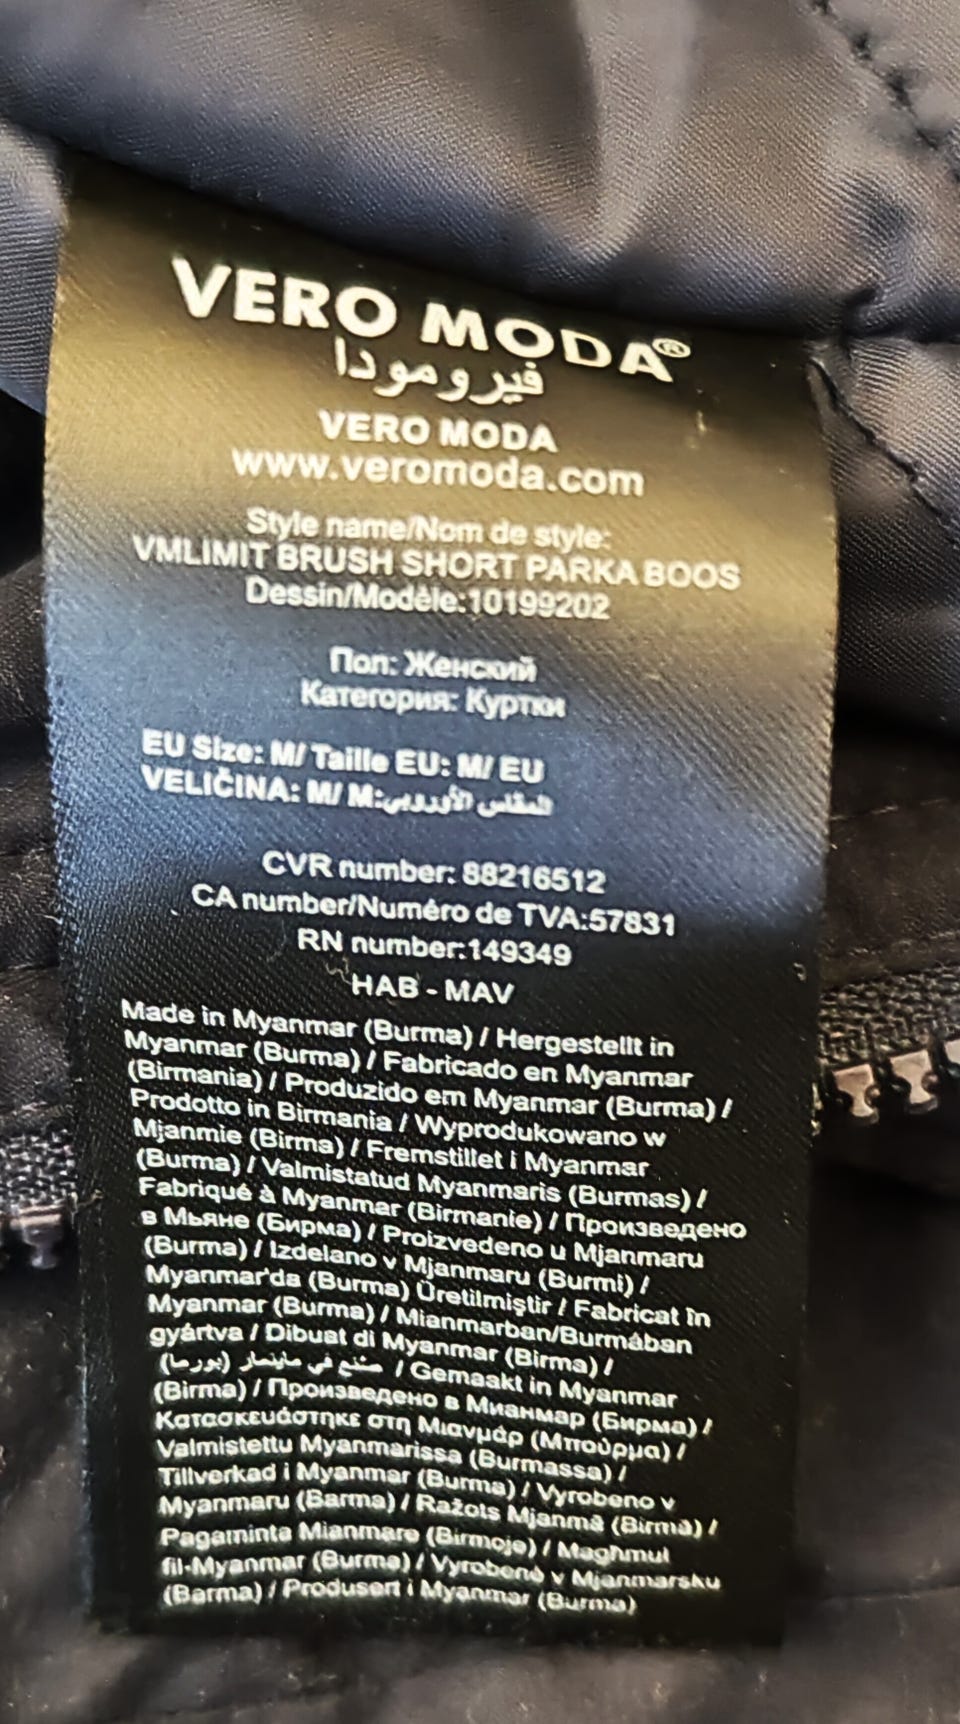 VERO MODA®
فيرومودا
VERO MODA
www.veromoda.com
Style name/Nom de style:
VMLIMIT BRUSH SHORT PARKA BOOS
Dessin/Modèle:10199202
Пол: Женский
Категория: Куртки
EU Size: M/ Taille EU: M/ EU
VELIČINA: M/ M:المقاس الأوروبي
CVR number: 88216512
CA number/Numéro de TVA:57831
RN number:149349
HAB - MAV
Made in Myanmar (Burma) / Hergestellt in
Myanmar (Burma) / Fabricado en Myanmar
(Birmania) / Produzido em Myanmar (Burma) /
Prodotto in Birmania / Wyprodukowano w
Mjanmie (Birma) / Fremstillet i Myanmar
(Burma) / Valmistatud Myanmaris (Burmas) /
Fabriqué à Myanmar (Birmanie) / Произведено
в Мьяне (Бирма) / Proizvedeno u Mjanmaru
(Burma) / Izdelano v Mjanmaru (Burmi) /
Myanmar'da (Burma) Üretilmiştir / Fabricat în
Myanmar (Burma) / Mianmarban/Burmában
gyártva / Dibuat di Myanmar (Birma) /
صُنع في ماينمار (بورما) / Gemaakt in Myanmar
(Birma) / Произведено в Мианмар (Бирма) /
Κατασκευάστηκε στη Μιανμάρ (Μπούρμα) /
Valmistettu Myanmarissa (Burmassa) /
Tillverkad i Myanmar (Burma) / Vyrobeno v
Myanmaru (Barma) / Ražots Mjanmā (Birmā) /
Pagaminta Mianmare (Birmoje) / Magħmul
fil-Myanmar (Burma) / Vyrobené v Mjanmarsku
(Barma) / Produsert i Myanmar (Burma)